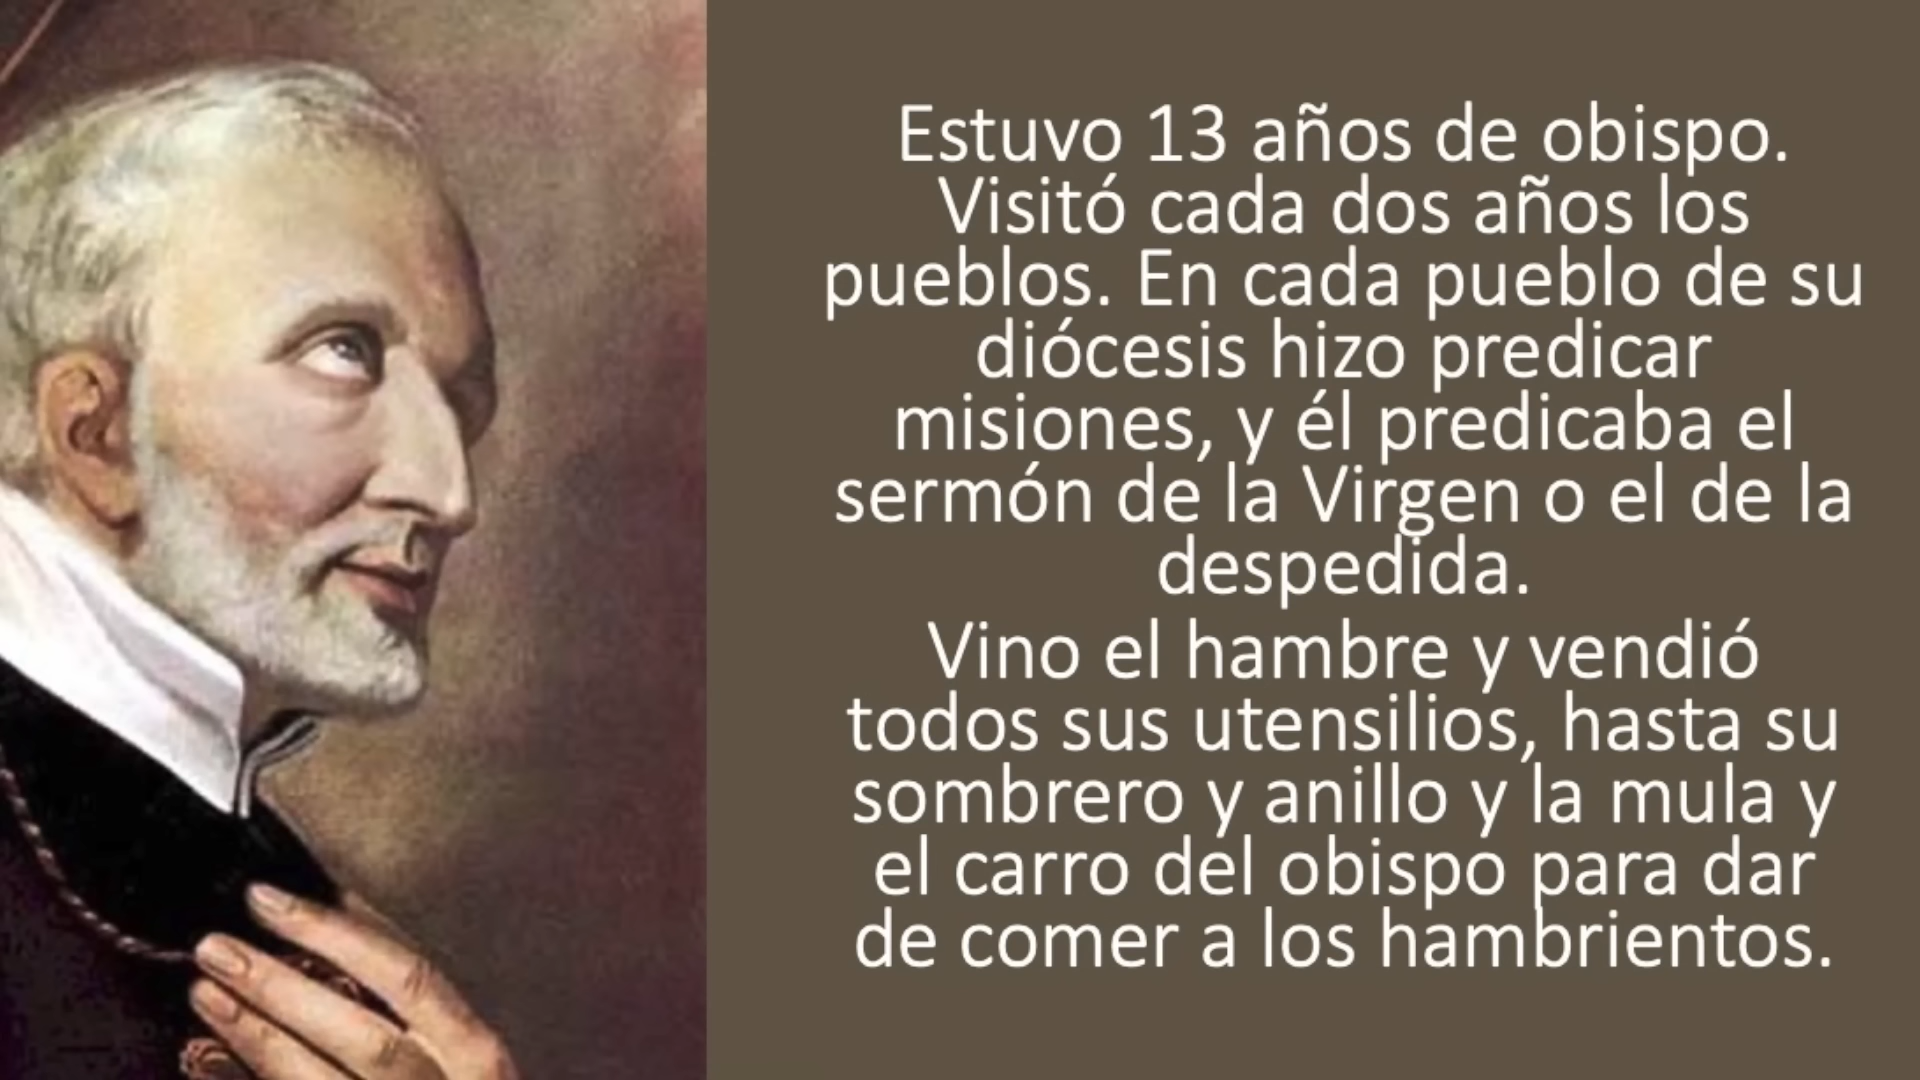 Estuvo 13 años de obispo.
Visitó cada dos años los
pueblos. En cada pueblo de su
diócesis hizo predicar
misiones, y él predicaba el
sermón de la Virgen o el de la
despedida.
Vino el hambre y vendió
todos sus utensilios, hasta su
sombrero y anillo y la mula y
el carro del obispo para dar
de comer a los hambrientos.